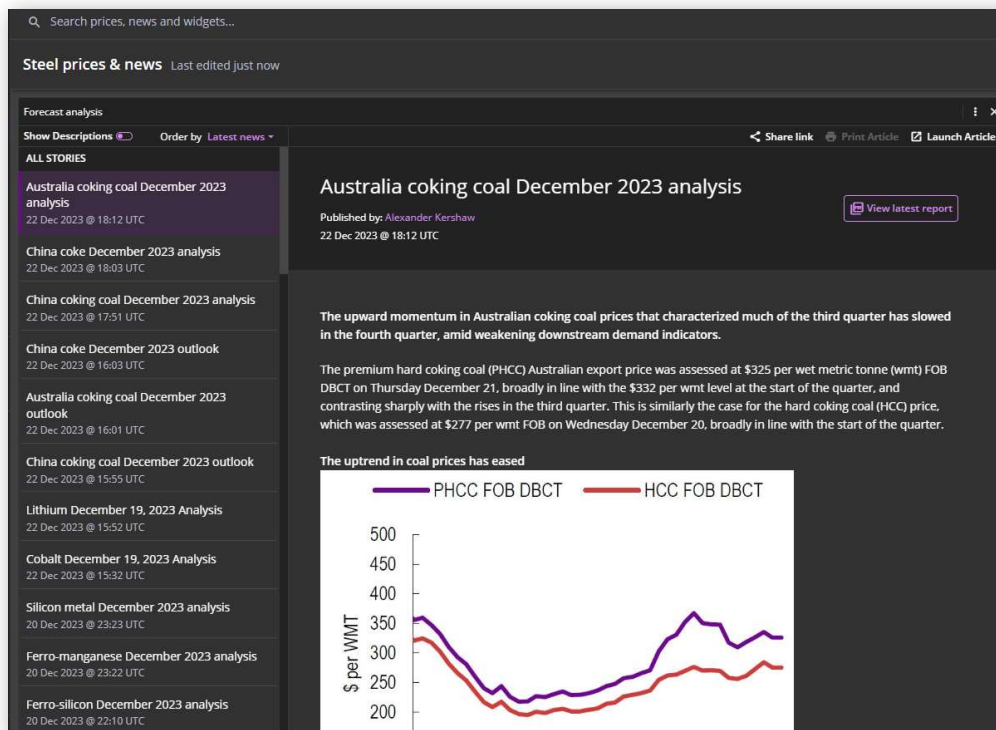 Search prices, news and widgets...
Steel prices & news Last edited just now
Forecast analysis
Show Descriptions Order by Latest news
Share link Print Article Launch Article
ALL STORIES
Australia coking coal December 2023
analysis
22 Dec 2023 @ 18:12 UTC
China coke December 2023 analysis
22 Dec 2023 @ 18:03 UTC
China coking coal December 2023 analysis
22 Dec 2023 @ 17:51 UTC
China coke December 2023 outlook
22 Dec 2023 @ 16:03 UTC
Australia coking coal December 2023
outlook
22 Dec 2023 @ 16:01 UTC
China coking coal December 2023 outlook
22 Dec 2023 @ 15:55 UTC
Lithium December 19, 2023 Analysis
22 Dec 2023 @ 15:52 UTC
Cobalt December 19, 2023 Analysis
22 Dec 2023 @ 15:32 UTC
Silicon metal December 2023 analysis
20 Dec 2023 @ 23:23 UTC
Ferro-manganese December 2023 analysis
20 Dec 2023 @ 23:22 UTC
Ferro-silicon December 2023 analysis
20 Dec 2023 @ 22:10 UTC
Australia coking coal December 2023 analysis
Published by: Alexander Kershaw
22 Dec 2023 @ 18:12 UTC
View latest report
The upward momentum in Australian coking coal prices that characterized much of the third quarter has slowed
in the fourth quarter, amid weakening downstream demand indicators.
The premium hard coking coal (PHCC) Australian export price was assessed at $325 per wet metric tonne (wmt) FOB
DBCT on Thursday December 21, broadly in line with the $332 per wmt level at the start of the quarter, and
contrasting sharply with the rises in the third quarter. This is similarly the case for the hard coking coal (HCC) price,
which was assessed at $277 per wmt FOB on Wednesday December 20, broadly in line with the start of the quarter.
The uptrend in coal prices has eased
PHCC FOB DBCT HCC FOB DBCT
500
450
400
350
300
250
200
$ per WMT